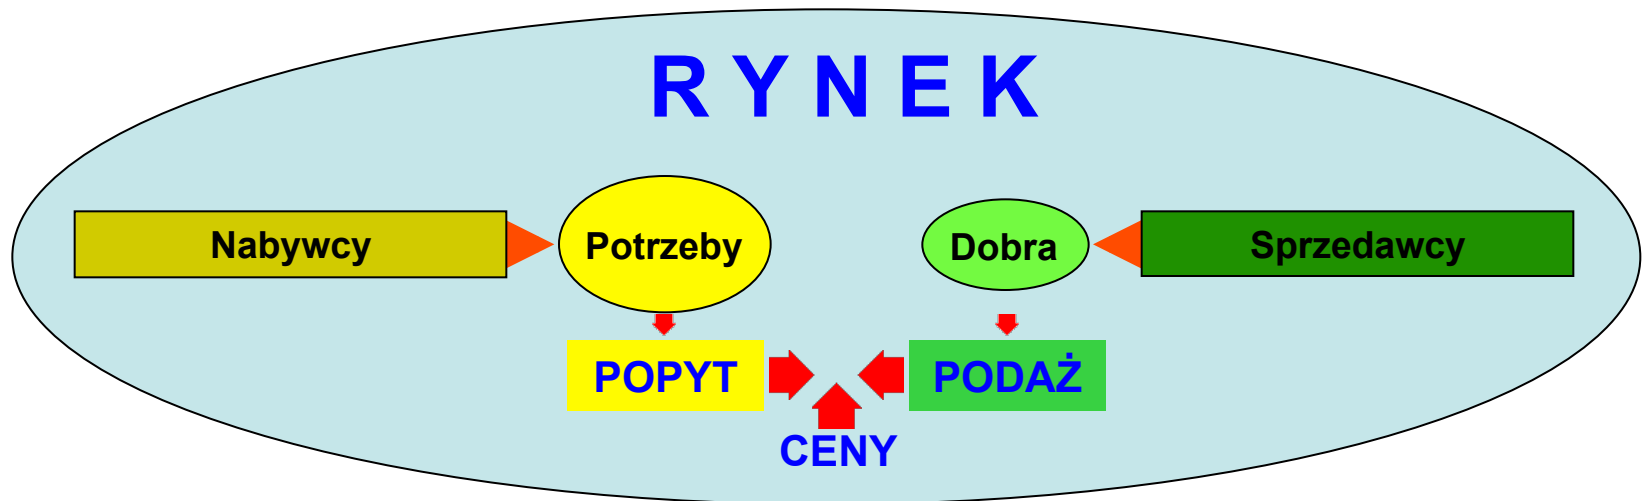 R Y N E K
Nabywcy
Potrzeby
Dobra
Sprzedawcy
POPYT
PODAŻ
CENY